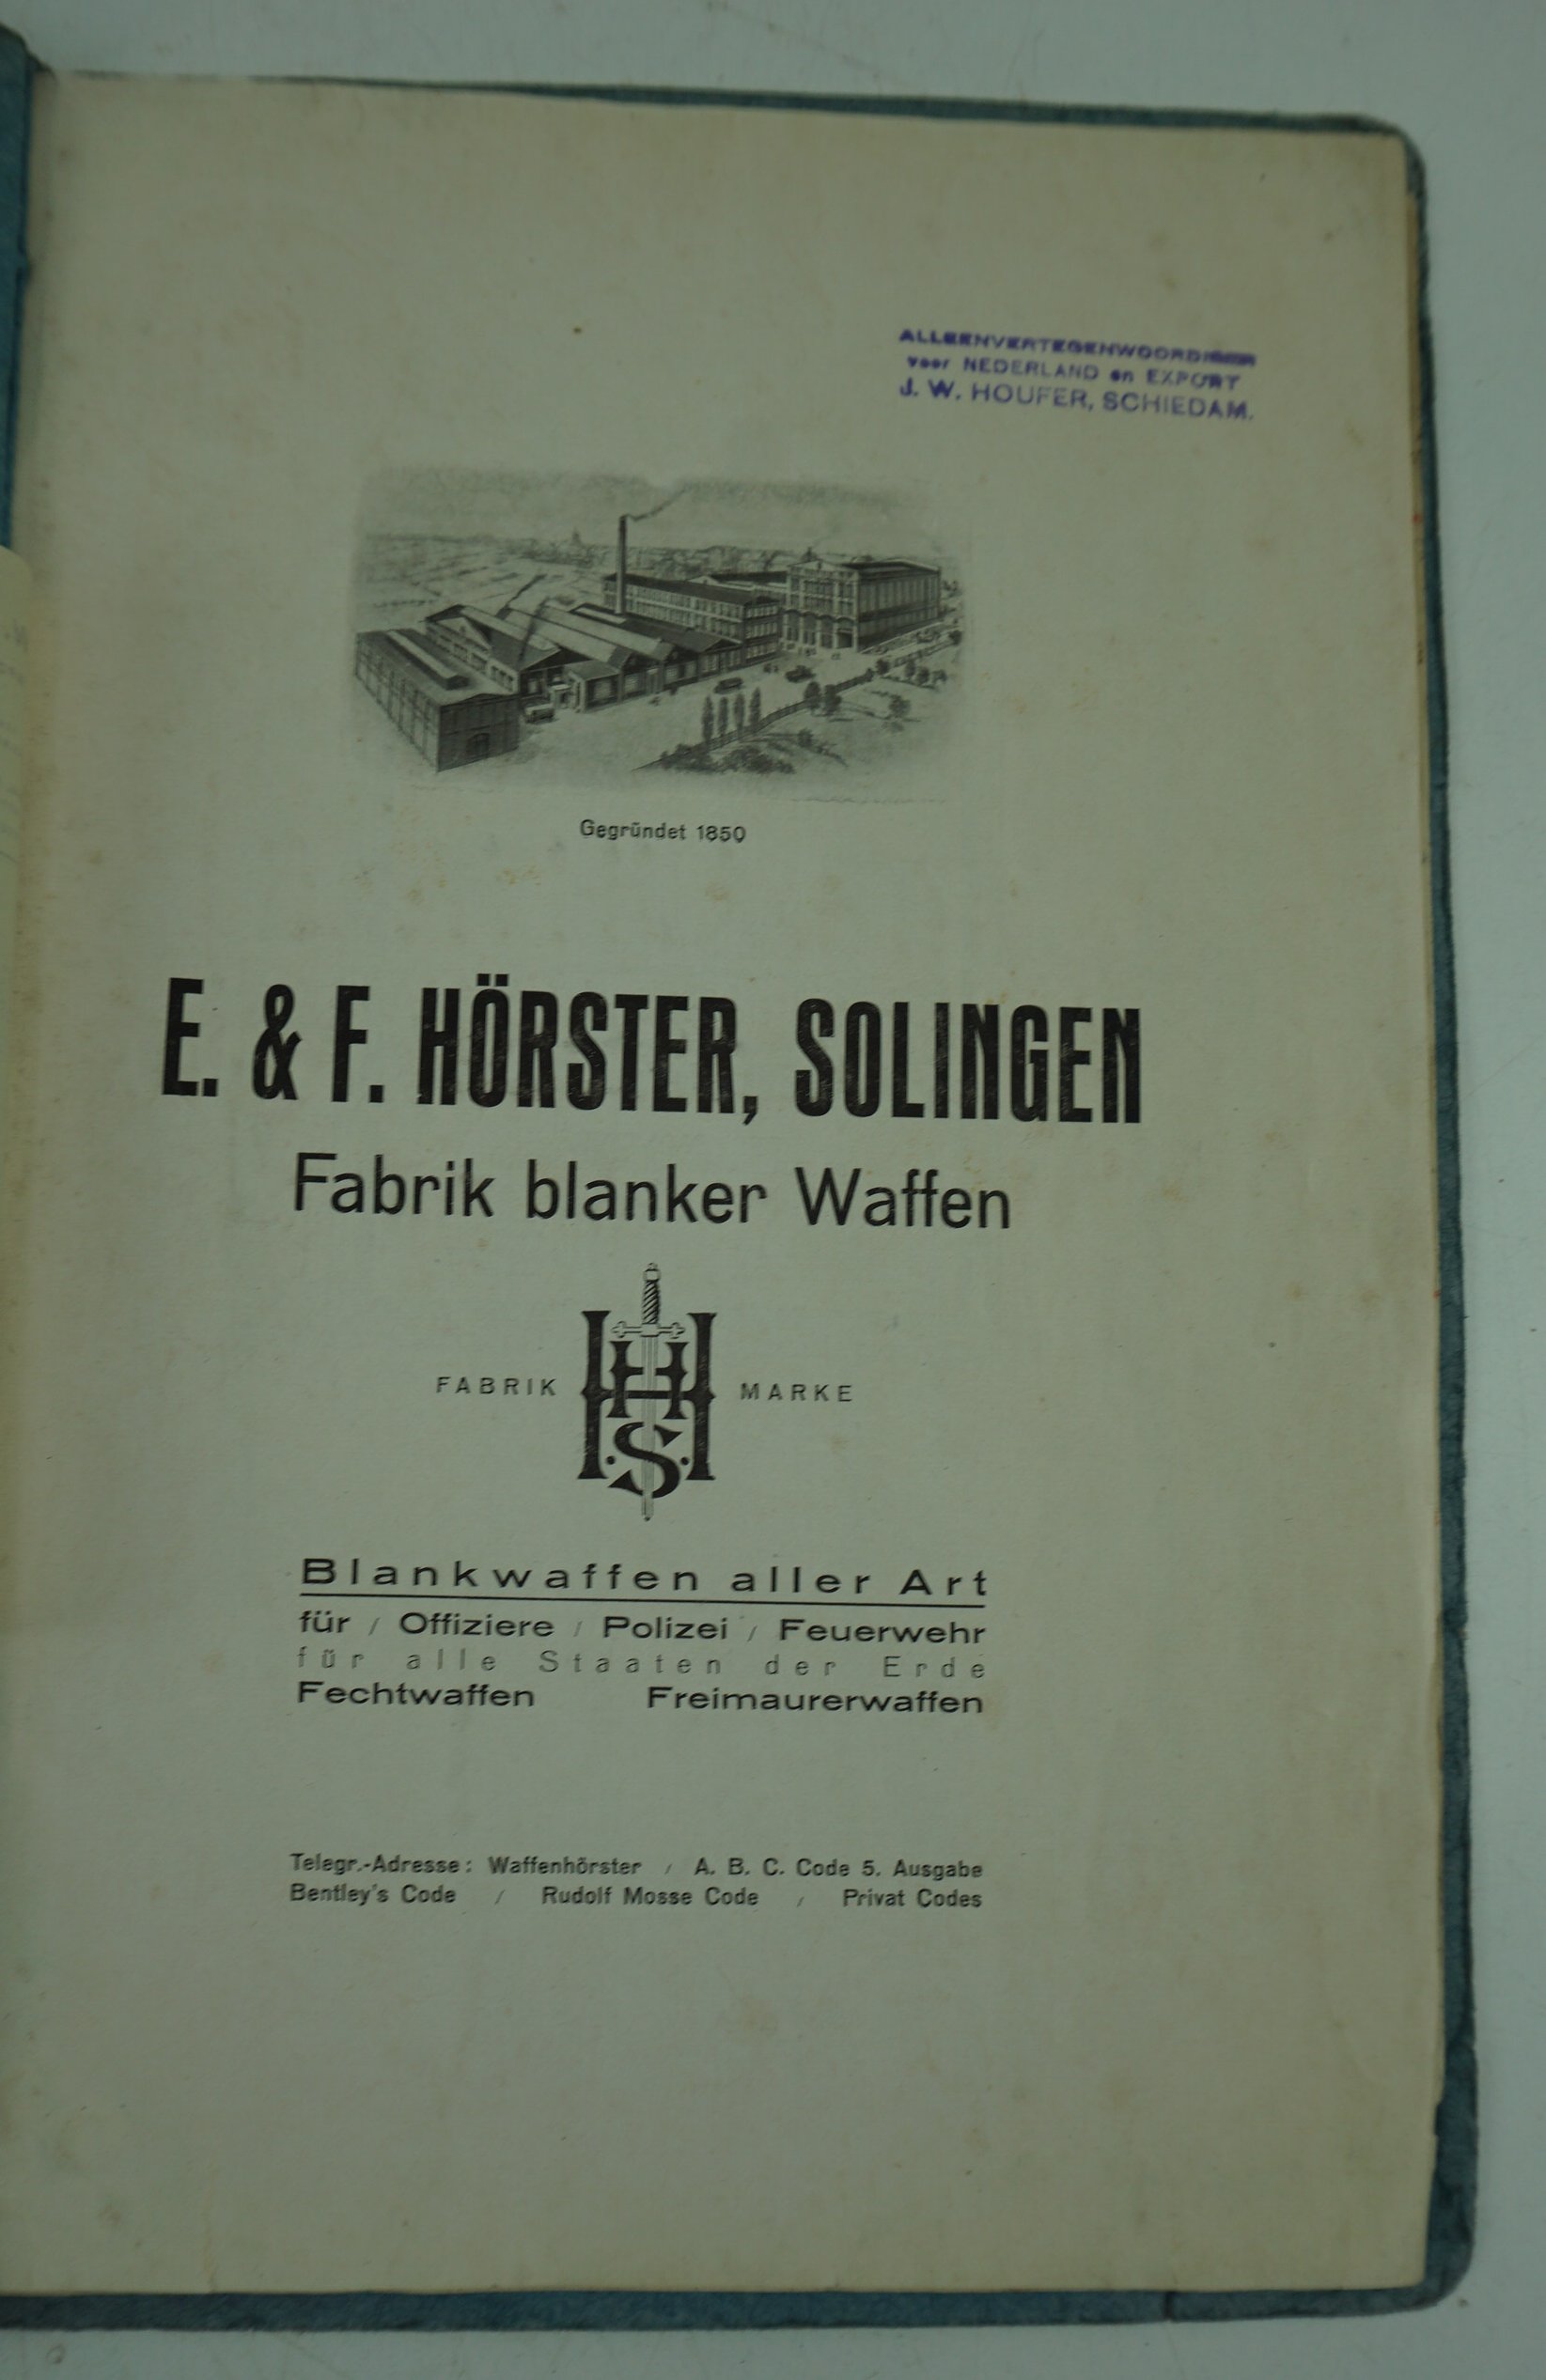 ALLEENVERTEGENWOORDIGER
voor NEDERLAND en EXPORT
J. W. HOUFER, SCHIEDAM.
Gegründet 1850
E. & F. HÖRSTER, SOLINGEN
Fabrik blanker Waffen
FABRIK MARKE
H H S
Blankwaffen aller Art
für / Offiziere / Polizei / Feuerwehr
für alle Staaten der Erde
Fechtwaffen Freimaurerwaffen
Telegr.-Adresse: Waffenhörster / A. B. C. Code 5. Ausgabe
Bentley's Code / Rudolf Mosse Code / Privat Codes